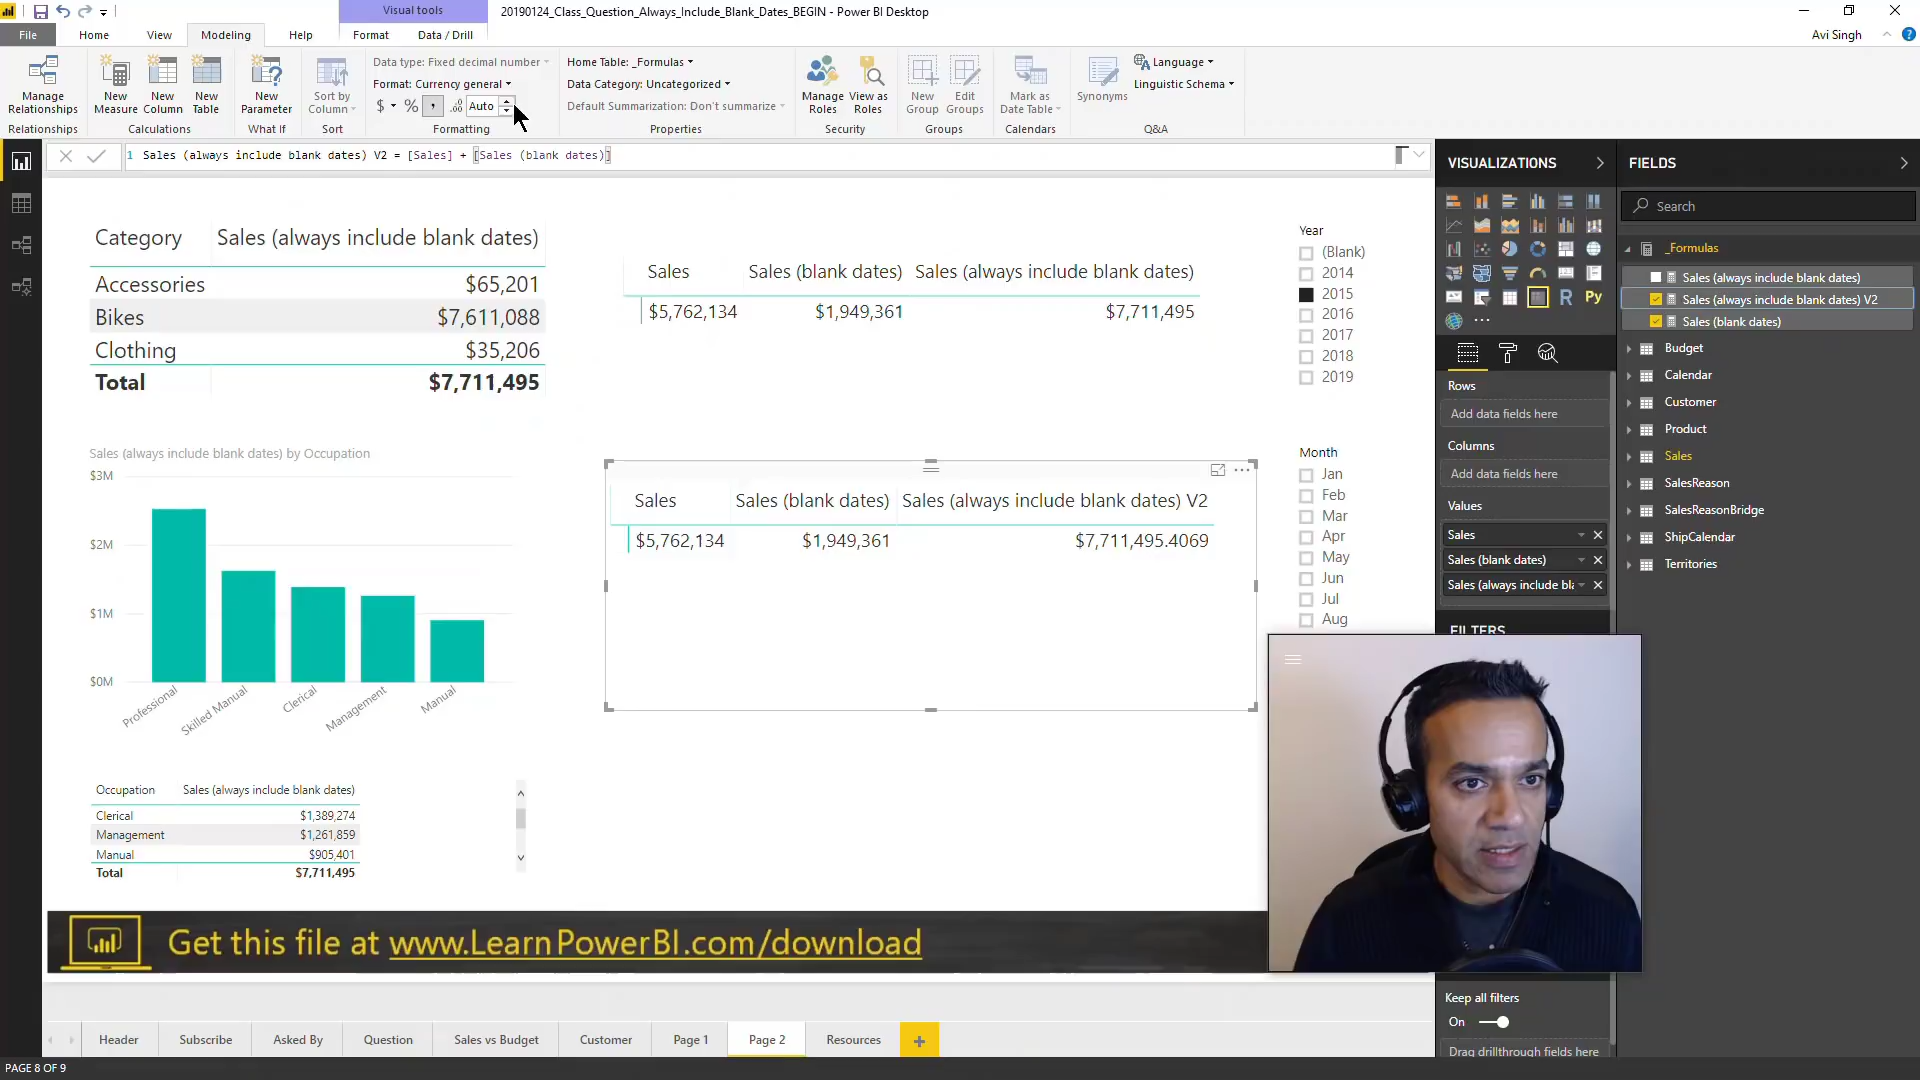 Visual tools
20190124_Class_Question_Always_Include_Blank_Dates_BEGIN - Power BI Desktop
File
Home
View
Modeling
Help
Format
Data / Drill
Avi Singh
Manage Relationships
Relationships
New Measure
New Column
New Table
Calculations
New Parameter
What If
Sort by Column
Sort
Data type: Fixed decimal number
Format: Currency general
$ % , .00 Auto
Formatting
Home Table: _Formulas
Data Category: Uncategorized
Default Summarization: Don't summarize
Properties
Manage Roles
View as Roles
Security
New Group
Edit Groups
Groups
Mark as Date Table
Calendars
Synonyms
Language
Linguistic Schema
Q&A
1 Sales (always include blank dates) V2 = [Sales] + [Sales (blank dates)]
Category Sales (always include blank dates)
Accessories $65,201
Bikes $7,611,088
Clothing $35,206
Total $7,711,495
Sales Sales (blank dates) Sales (always include blank dates)
$5,762,134 $1,949,361 $7,711,495
Year
(Blank)
2014
2015
2016
2017
2018
2019
Sales (always include blank dates) by Occupation
$3M
$2M
$1M
$0M
Professional
Skilled Manual
Clerical
Management
Manual
Sales Sales (blank dates) Sales (always include blank dates) V2
$5,762,134 $1,949,361 $7,711,495.4069
Month
Jan
Feb
Mar
Apr
May
Jun
Jul
Aug
Occupation Sales (always include blank dates)
Clerical $1,389,274
Management $1,261,859
Manual $905,401
Total $7,711,495
Get this file at www.LearnPowerBI.com/download
VISUALIZATIONS
R
Py
Rows
Add data fields here
Columns
Add data fields here
Values
Sales
Sales (blank dates)
Sales (always include bla
FILTERS
Keep all filters
On
Drag drillthrough fields here
FIELDS
Search
_Formulas
Sales (always include blank dates)
Sales (always include blank dates) V2
Sales (blank dates)
Budget
Calendar
Customer
Product
Sales
SalesReason
SalesReasonBridge
ShipCalendar
Territories
Header
Subscribe
Asked By
Question
Sales vs Budget
Customer
Page 1
Page 2
Resources
PAGE 8 OF 9